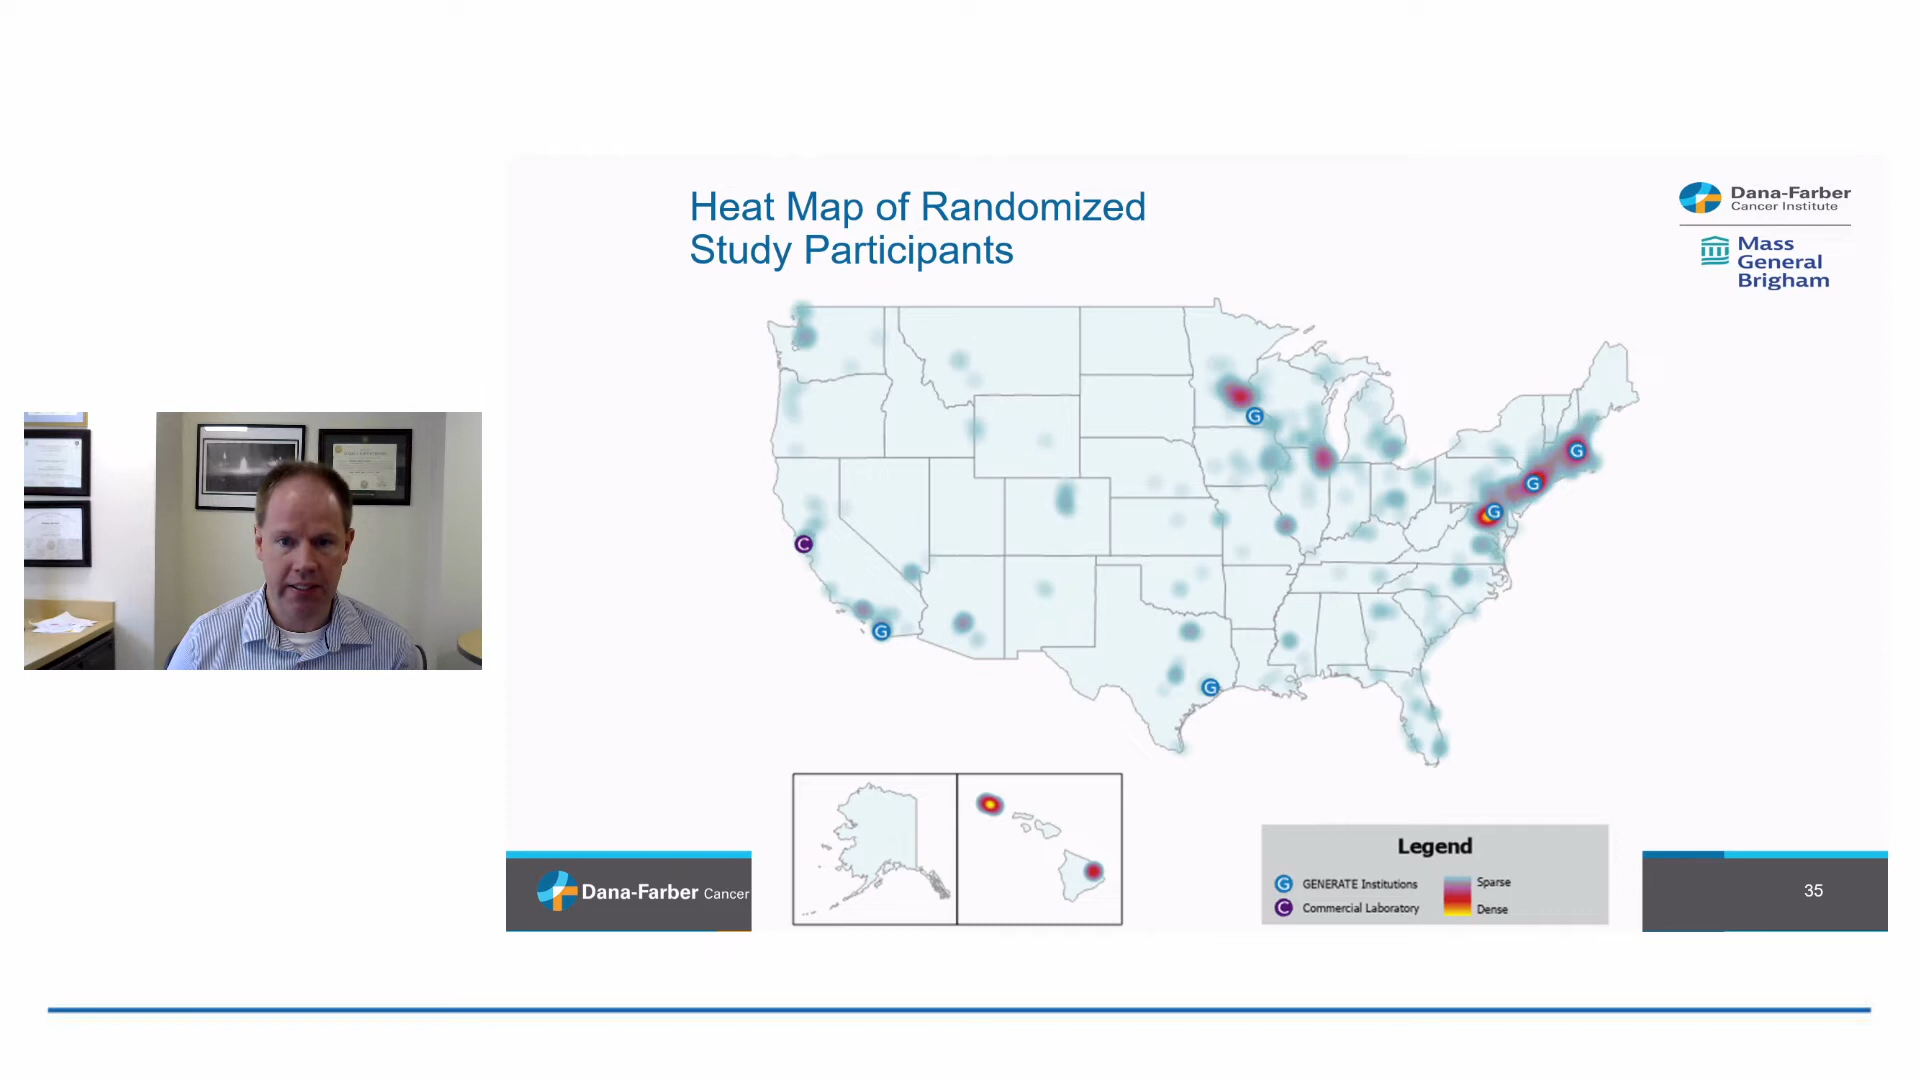 Heat Map of Randomized
Study Participants
Dana-Farber
Cancer Institute
Mass
General
Brigham
G
G
G
G
C
G
G
Legend
G GENERATE Institutions
C Commercial Laboratory
Sparse
Dense
Dana-Farber Cancer
35